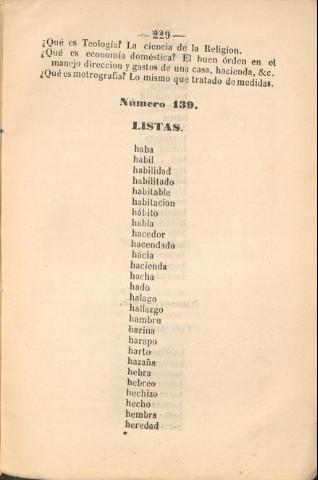 — 229 —
¿Qué es Teología? La ciencia de la Religion.
¿Qué es economía doméstica? El buen órden en el
manejo direccion y gastos de una casa, hacienda, &c.
¿Qué es metrografia? Lo mismo que tratado de medidas.
Número 139.
LISTAS.
haba
habil
habilidad
habilitado
habitable
habitacion
hábito
habla
hacedor
hacendado
hácia
hacienda
hacha
hado
halago
hallazgo
hambre
harina
harapo
harto
hazaña
hebra
hebreo
hechizo
hecho
hembra
heredad
*